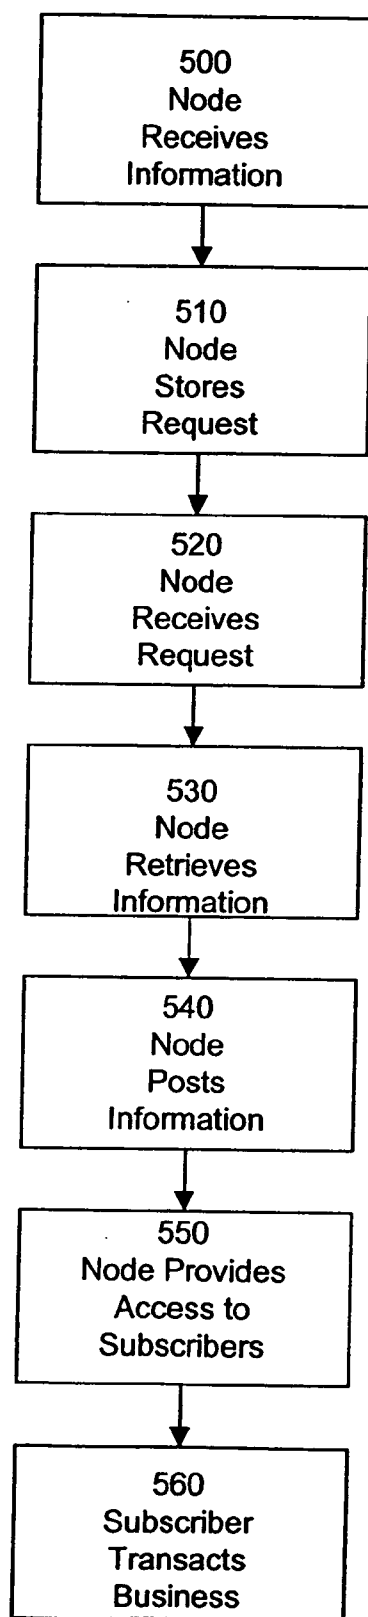 500
Node
Receives
Information
510
Node
Stores
Request
520
Node
Receives
Request
530
Node
Retrieves
Information
540
Node
Posts
Information
550
Node Provides
Access to
Subscribers
560
Subscriber
Transacts
Business